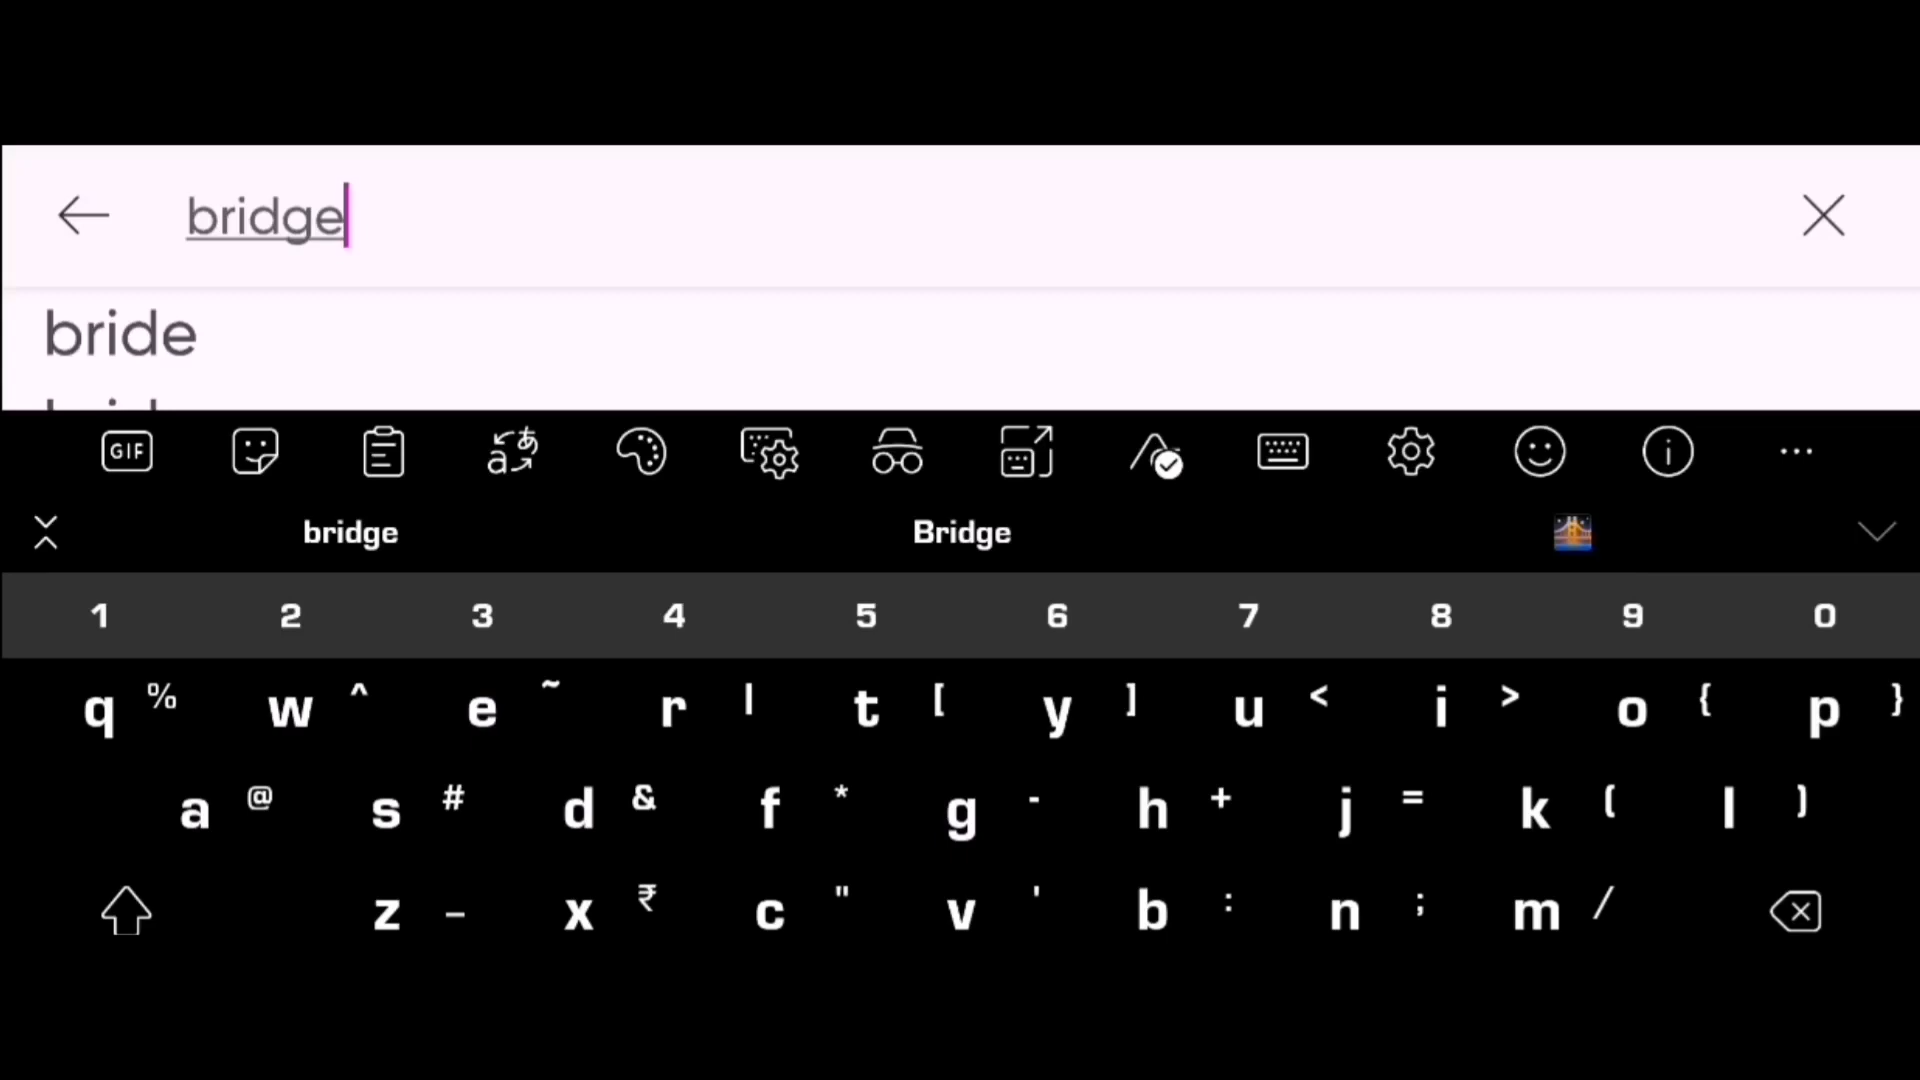 bridge
bride
GIF
bridge Bridge
1 2 3 4 5 6 7 8 9 0
q % w ^ e ~ r | t [ y ] u < i > o { p }
a @ s # d & f * g - h + j = k ( l )
z _ x ₹ c " v ' b : n ; m /